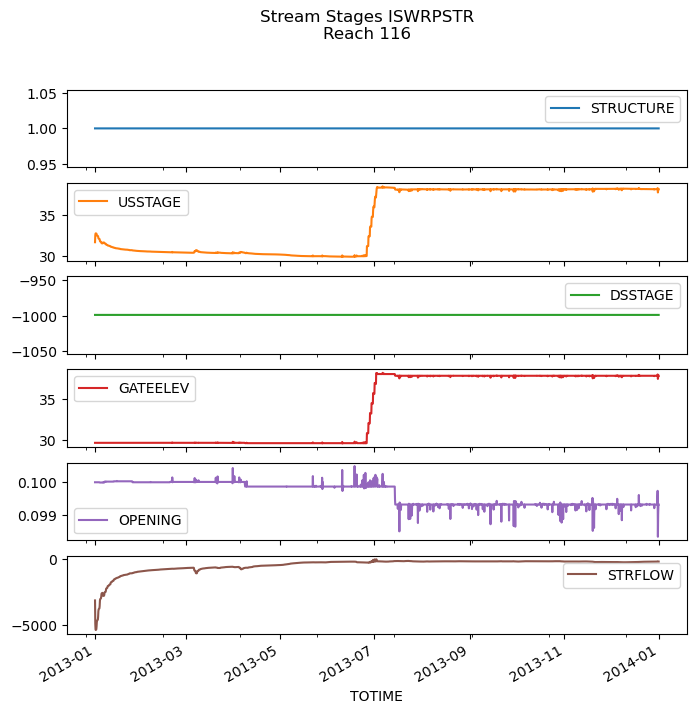 Stream Stages ISWRPSTR
Reach 116
1.05
1.00
0.95
STRUCTURE
35
30
USSTAGE
−950
−1000
−1050
DSSTAGE
35
30
GATEELEV
0.100
0.099
OPENING
0
−5000
STRFLOW
2013-01
2013-03
2013-05
2013-07
2013-09
2013-11
2014-01
TOTIME